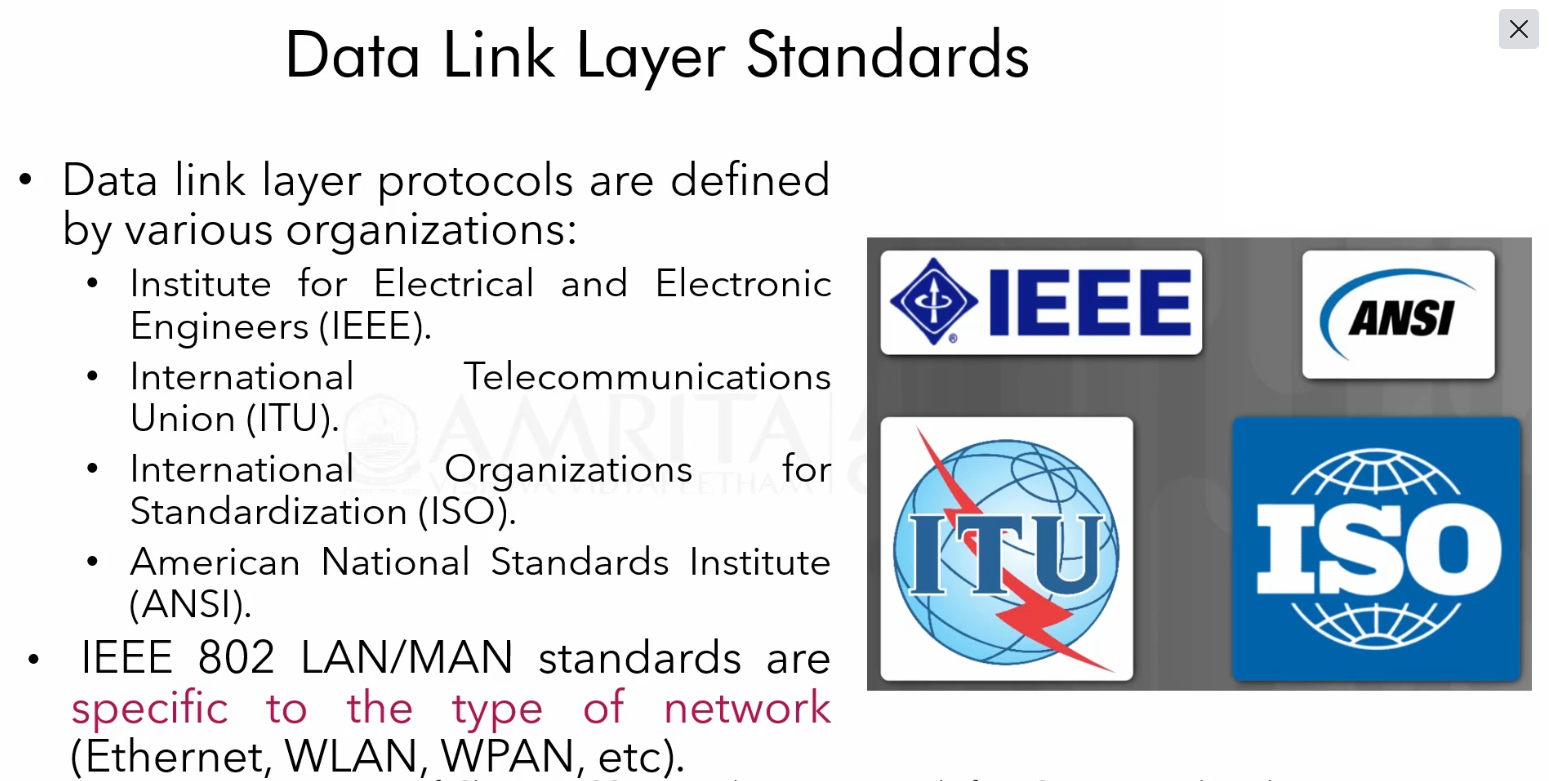 Data Link Layer Standards
• Data link layer protocols are defined
by various organizations:
• Institute for Electrical and Electronic
Engineers (IEEE).
• International Telecommunications
Union (ITU).
• International Organizations for
Standardization (ISO).
• American National Standards Institute
(ANSI).
• IEEE 802 LAN/MAN standards are
specific to the type of network
(Ethernet, WLAN, WPAN, etc).
IEEE
ANSI
ITU
ISO
AMRITA
VISHWA VIDYAPEETHAM